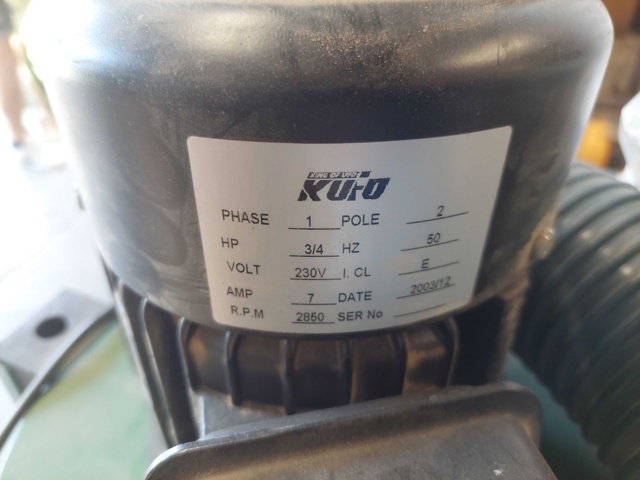 KING OF UFO
KUFO
PHASE 1 POLE 2
HP 3/4 HZ 50
VOLT 230V I. CL E
AMP 7 DATE 2003/12
R.P.M 2850 SER No